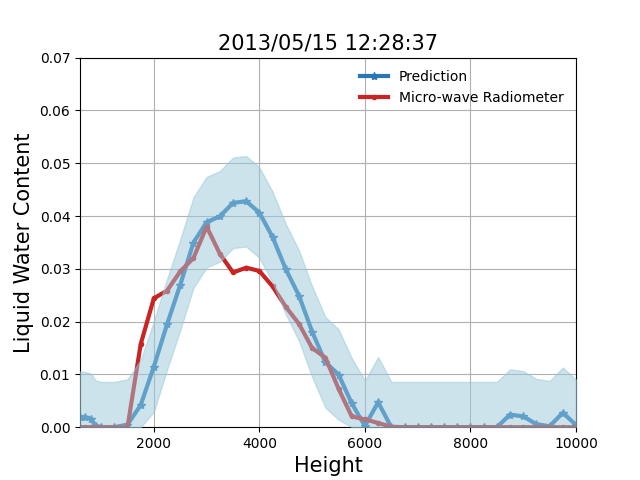 2013/05/15 12:28:37
Prediction
Micro-wave Radiometer
Liquid Water Content
0.07
0.06
0.05
0.04
0.03
0.02
0.01
0.00
2000 4000 6000 8000 10000
Height